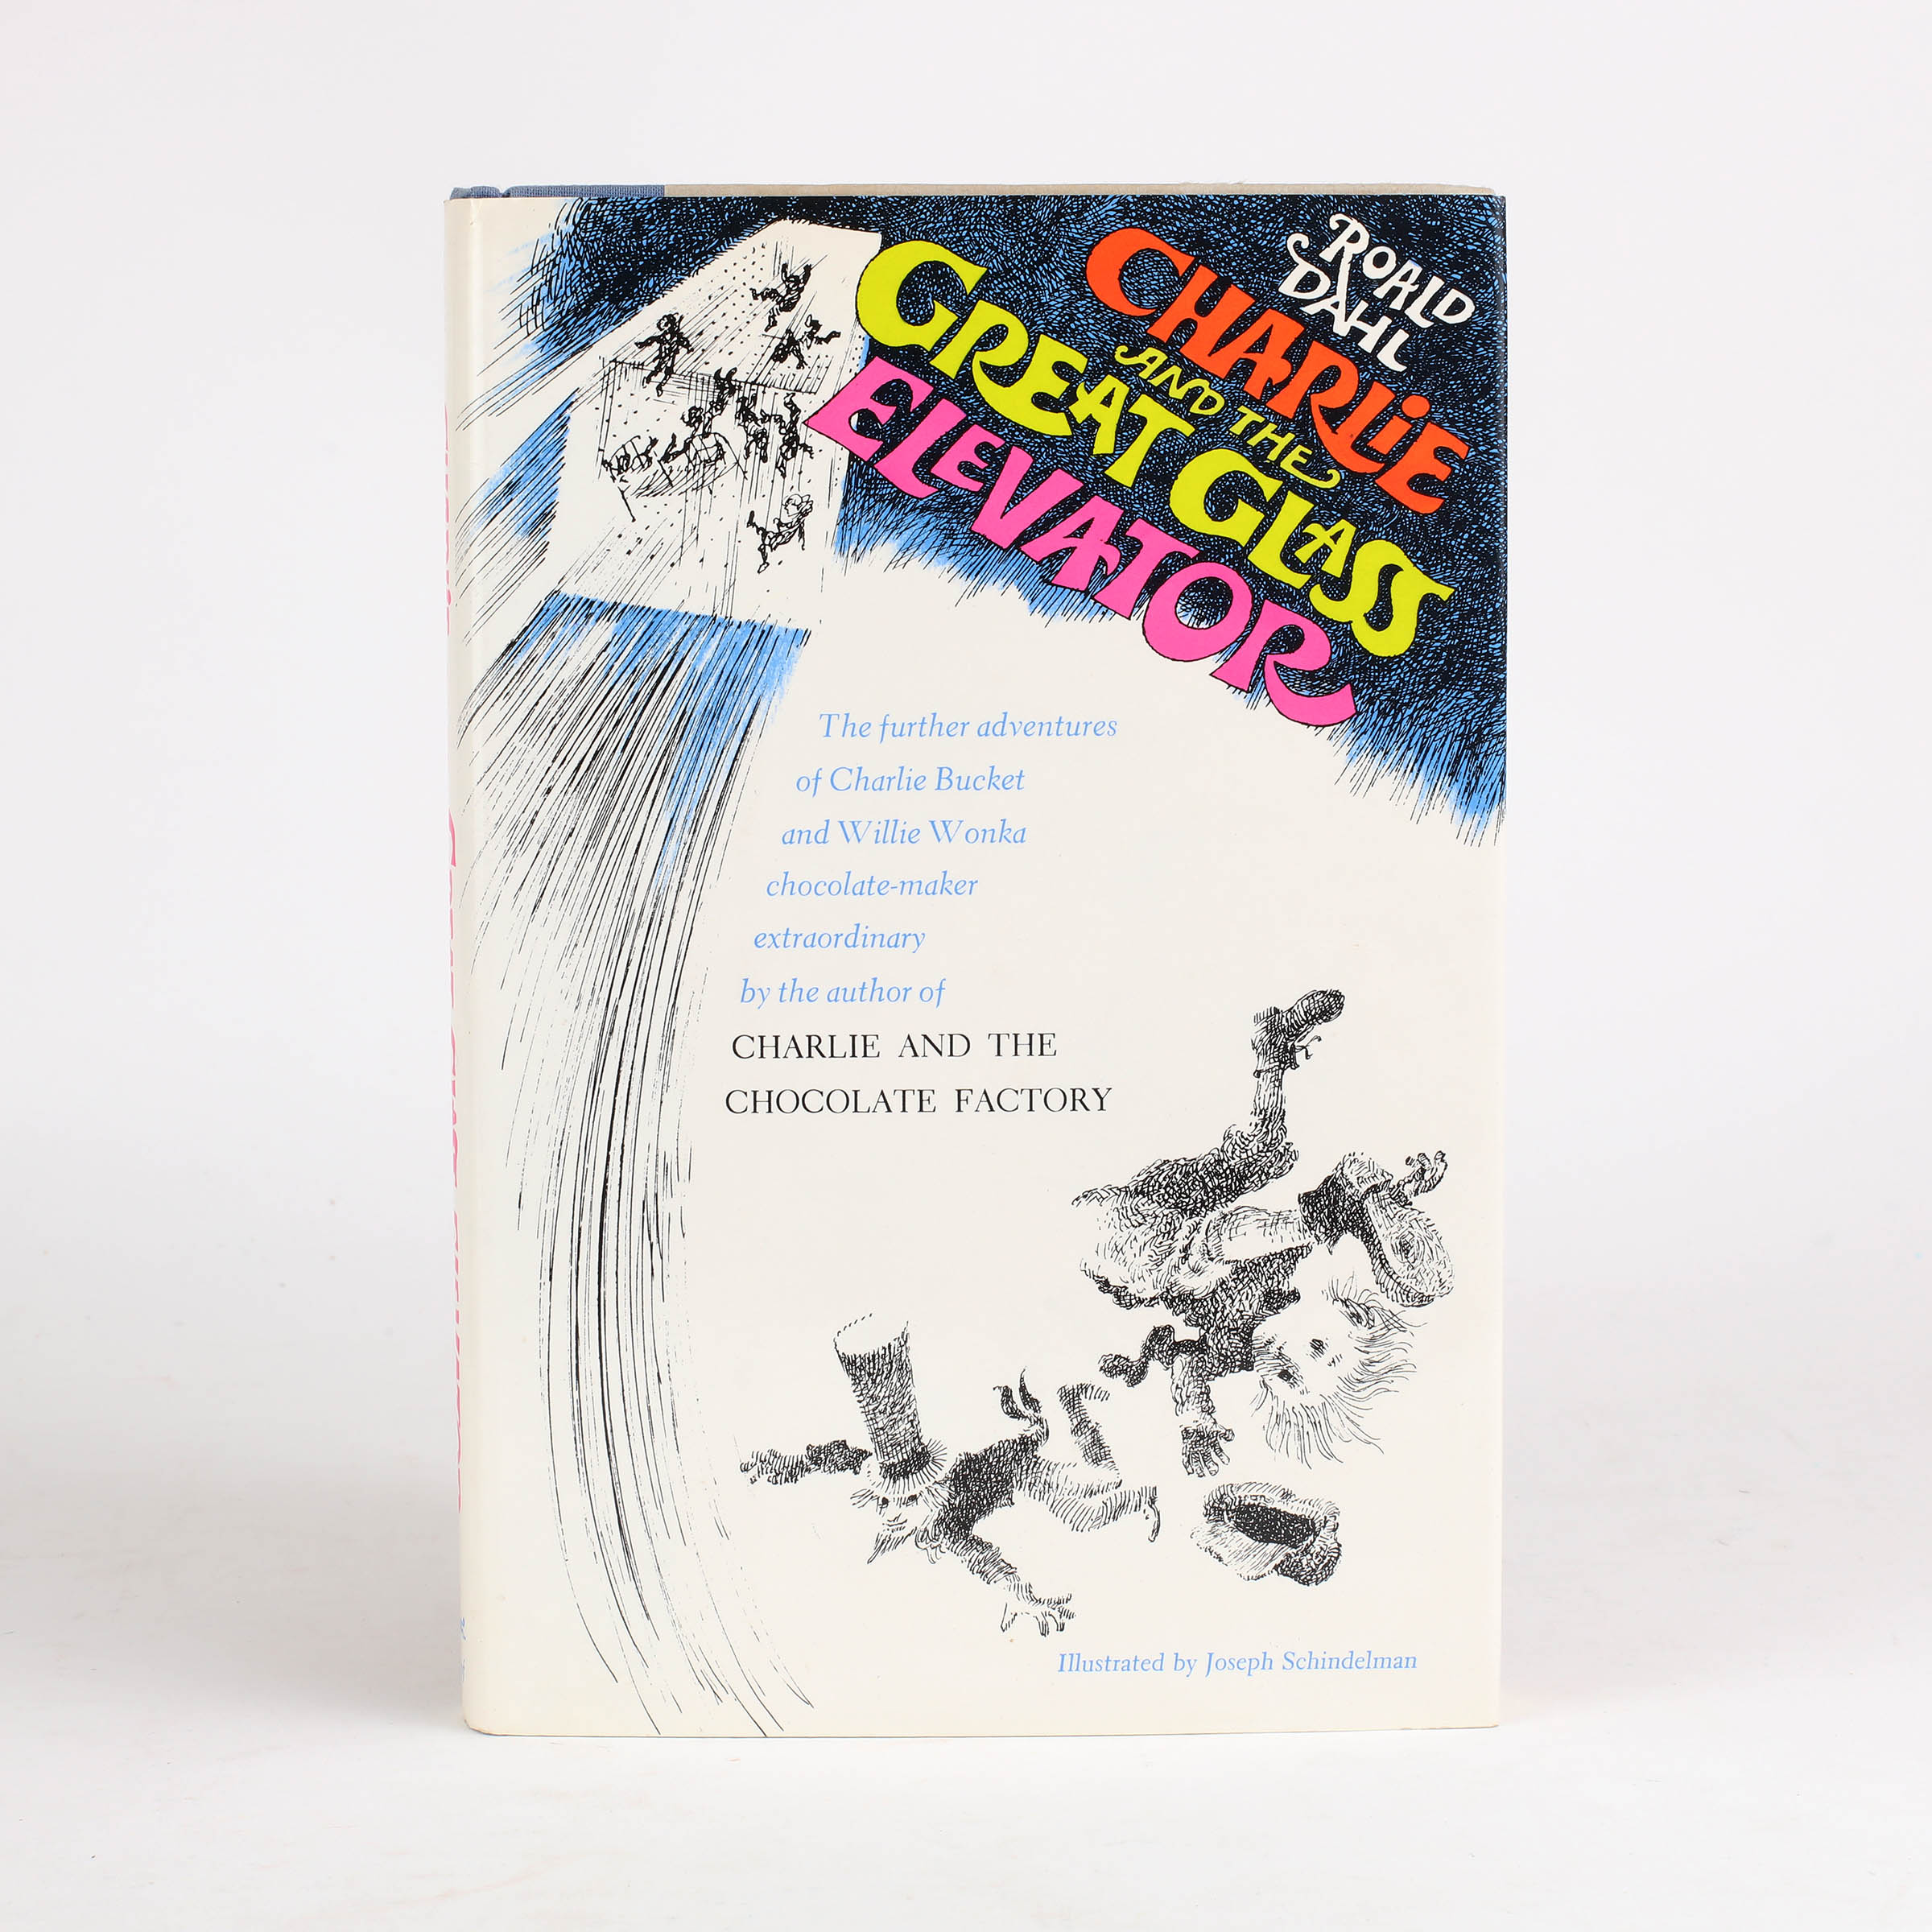 ROALD
DAHL
CHARLiE
AND THE
GREAT GLASS
ELEVATOR
The further adventures
of Charlie Bucket
and Willie Wonka
chocolate-maker
extraordinary
by the author of
CHARLIE AND THE
CHOCOLATE FACTORY
Illustrated by Joseph Schindelman